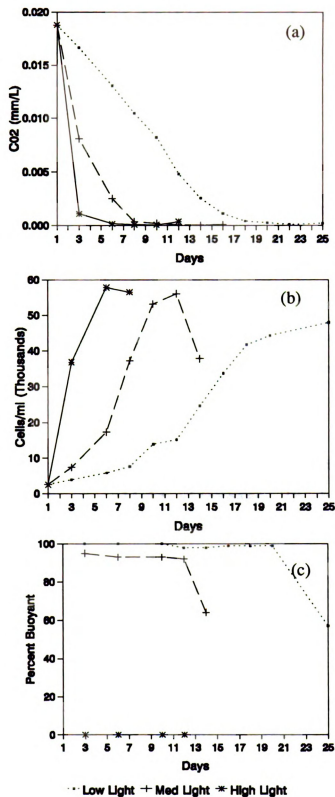 0.020
(a)
0.015
0.010
0.005
0.000
C02 (mm/L)
1 3 5 7 9 11 13 15 17 19 21 23 25
Days
60
(b)
50
40
30
20
10
0
Cells/ml (Thousands)
1 3 5 7 9 11 13 15 17 19 21 23 25
Days
100
(c)
80
60
40
20
0
Percent Buoyant
1 3 5 7 9 11 13 15 17 19 21 23 25
Days
Low Light Med Light High Light